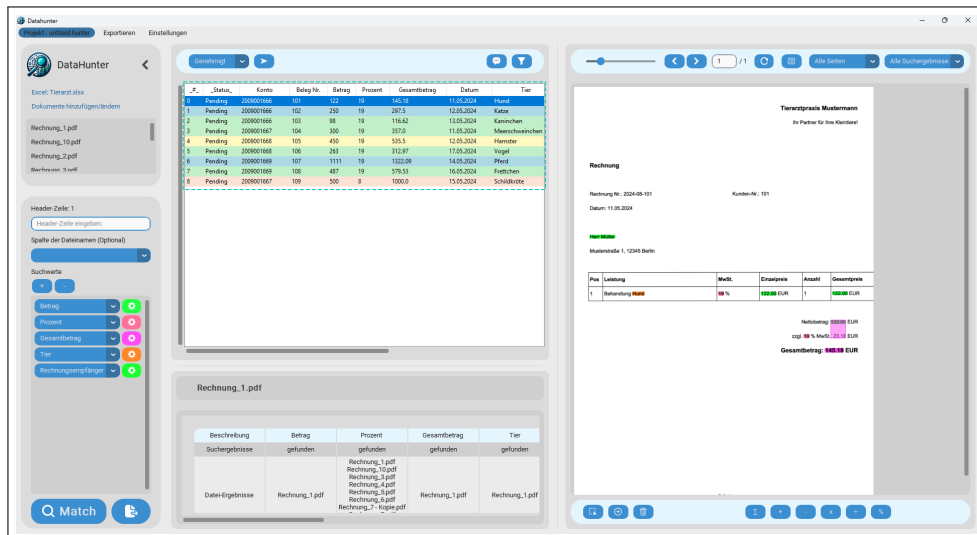 Datahunter
Projekt - untitled.hunter Exportieren Einstellungen
DataHunter
Excel: Tierarzt.xlsx
Dokumente hinzufügen/ändern
Rechnung_1.pdf
Rechnung_10.pdf
Rechnung_2.pdf
Rechnung_3.pdf
Header-Zeile: 1
Header-Zeile eingeben:
Spalte der Dateinamen (Optional)
Suchwerte
+ -
Betrag
Prozent
Gesamtbetrag
Tier
Rechnungsempfänger
Match
Genehmigt
_#_ _Status_ Konto Beleg Nr. Betrag Prozent Gesamtbetrag Datum Tier
0 Pending 2009001666 101 122 19 145.18 11.05.2024 Hund
1 Pending 2009001666 102 250 19 297.5 12.05.2024 Katze
2 Pending 2009001666 103 98 19 116.62 13.05.2024 Kaninchen
3 Pending 2009001667 104 300 19 357.0 11.05.2024 Meerschweinchen
4 Pending 2009001668 105 450 19 535.5 12.05.2024 Hamster
5 Pending 2009001668 106 263 19 312.97 17.05.2024 Vogel
6 Pending 2009001669 107 1111 19 1322.09 14.05.2024 Pferd
7 Pending 2009001669 108 487 19 579.53 16.05.2024 Frettchen
8 Pending 2009001667 109 500 8 1000.0 15.05.2024 Schildkröte
Rechnung_1.pdf
Beschreibung Betrag Prozent Gesamtbetrag Tier
Suchergebnisse gefunden gefunden gefunden gefunden
Rechnung_1.pdf
Rechnung_10.pdf
Rechnung_3.pdf
Rechnung_4.pdf
Datei-Ergebnisse Rechnung_1.pdf Rechnung_5.pdf Rechnung_1.pdf Rechnung_1.pdf
Rechnung_6.pdf
Rechnung_7 - Kopie.pdf
1 /1 Alle Seiten Alle Suchergebnisse
Tierarztpraxis Mustermann
Ihr Partner für Ihre Kleintiere!
Rechnung
Rechnung Nr.: 2024-08-101 Kunden-Nr.: 101
Datum: 11.05.2024
Herr Müller
Musterstraße 1, 12345 Berlin
Pos Leistung MwSt. Einzelpreis Anzahl Gesamtpreis
1 Behandlung Hund 19 % 122.00 EUR 1 122.00 EUR
Nettobetrag: EUR
zzgl. 19 % MwSt.: 23.18 EUR
Gesamtbetrag: 145.18 EUR
Σ + - x ÷ %